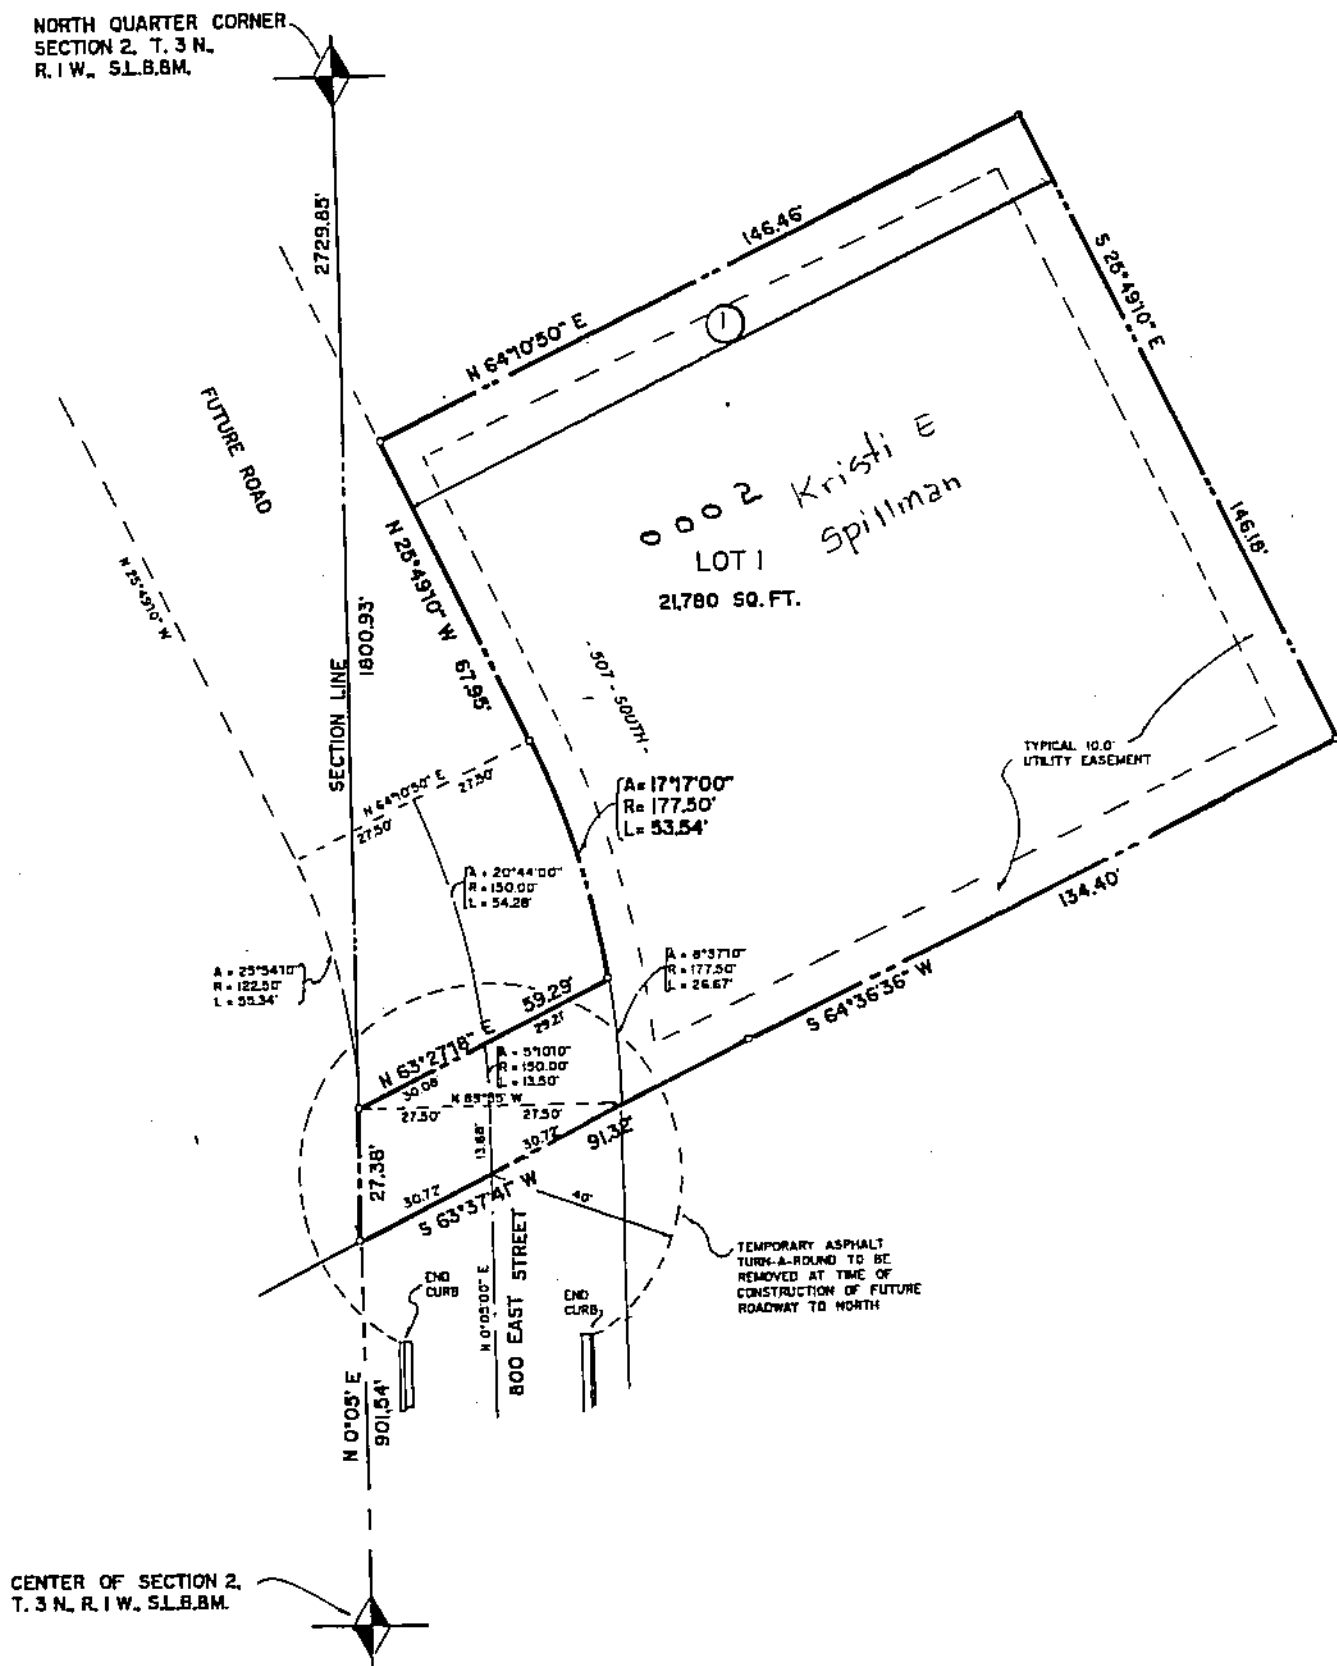 NORTH QUARTER CORNER
SECTION 2, T. 3 N.,
R. 1 W., S.L.B.&M.
2729.85'
146.46'
N 64°10'50" E
1
S 25°49'10" E
146.18'
FUTURE ROAD
N 25°49'10" W
0002 Kristi E
Spillman
LOT 1
21,780 SQ. FT.
N 25°49'10" W 67.95'
1800.93'
SECTION LINE
- 507 - SOUTH -
TYPICAL 10.0'
UTILITY EASEMENT
N 64°10'50" E
27.50'
27.50'
A= 17°17'00"
R= 177.50'
L= 53.54'
A = 20°44'00"
R = 150.00'
L = 54.28'
134.40'
S 64°36'36" W
A = 25°54'10"
R = 122.50'
L = 55.34'
A = 8°37'10"
R = 177.50'
L = 26.67'
59.29'
29.21'
N 63°27'18" E
30.08'
A = 5°10'10"
R = 150.00'
L = 13.50'
N 89°55' W
27.50'
27.50'
13.68'
30.72'
91.32'
27.38'
30.72'
S 63°37'41" W
40'
TEMPORARY ASPHALT
TURN-A-ROUND TO BE
REMOVED AT TIME OF
CONSTRUCTION OF FUTURE
ROADWAY TO NORTH
END
CURB
END
CURB
N 0°05'00" E
800 EAST STREET
N 0°05' E
901.54'
CENTER OF SECTION 2,
T. 3 N., R. 1 W., S.L.B.&M.